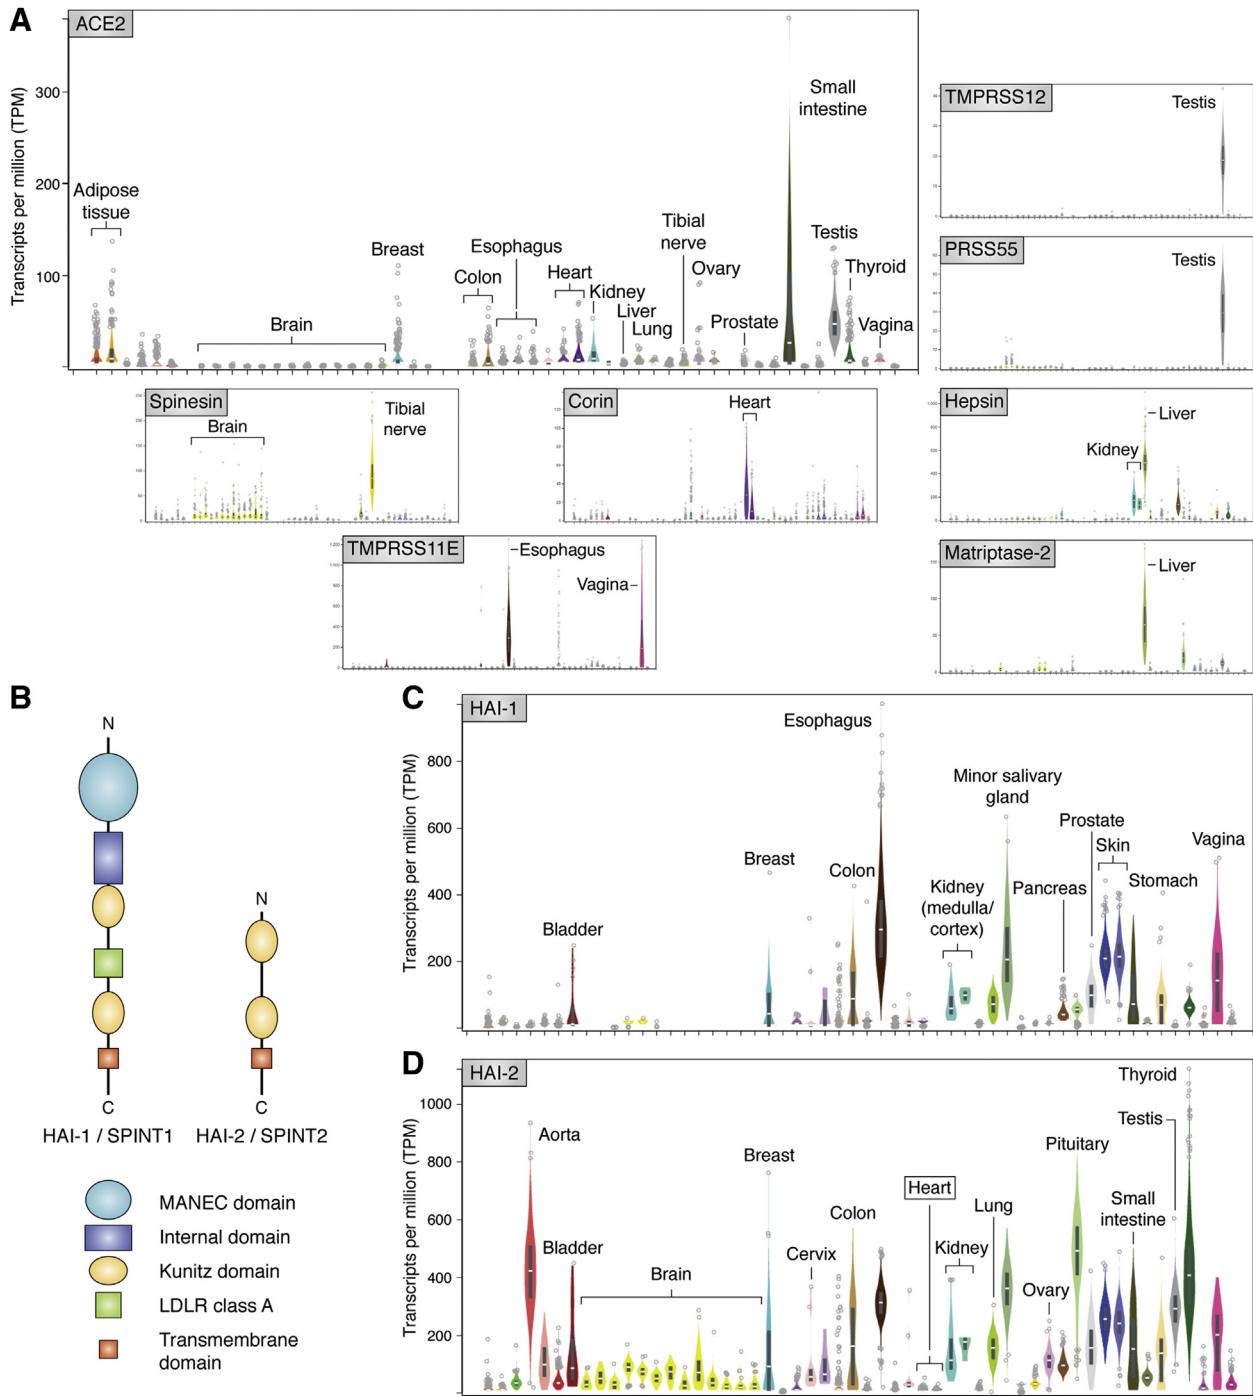 A
ACE2
Transcripts per million (TPM)
300
200
100
Adipose
tissue
Brain
Breast
Colon
Esophagus
Heart
Kidney
Liver
Lung
Tibial
nerve
Ovary
Prostate
Small
intestine
Testis
Thyroid
Vagina
TMPRSS12
Testis
PRSS55
Testis
Spinesin
Brain
Tibial
nerve
Corin
Heart
Hepsin
Liver
Kidney
TMPRSS11E
Esophagus
Vagina
Matriptase-2
Liver
B
N
N
C
C
HAI-1 / SPINT1
HAI-2 / SPINT2
MANEC domain
Internal domain
Kunitz domain
LDLR class A
Transmembrane
domain
C
HAI-1
Transcripts per million (TPM)
800
600
400
200
Bladder
Breast
Colon
Esophagus
Kidney
(medulla/
cortex)
Minor salivary
gland
Pancreas
Prostate
Skin
Stomach
Vagina
D
HAI-2
Transcripts per million (TPM)
1000
800
600
400
200
Aorta
Bladder
Brain
Breast
Cervix
Colon
Heart
Kidney
Lung
Ovary
Pituitary
Small
intestine
Testis
Thyroid